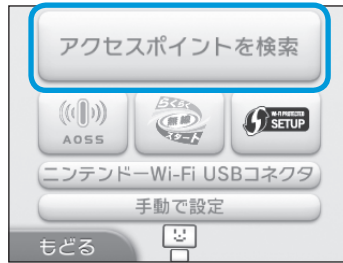 アクセスポイントを検索
AOSS
らくらく
無線
スタート
Wi-Fi PROTECTED
SETUP
ニンテンドーWi-Fi USBコネクタ
手動で設定
もどる